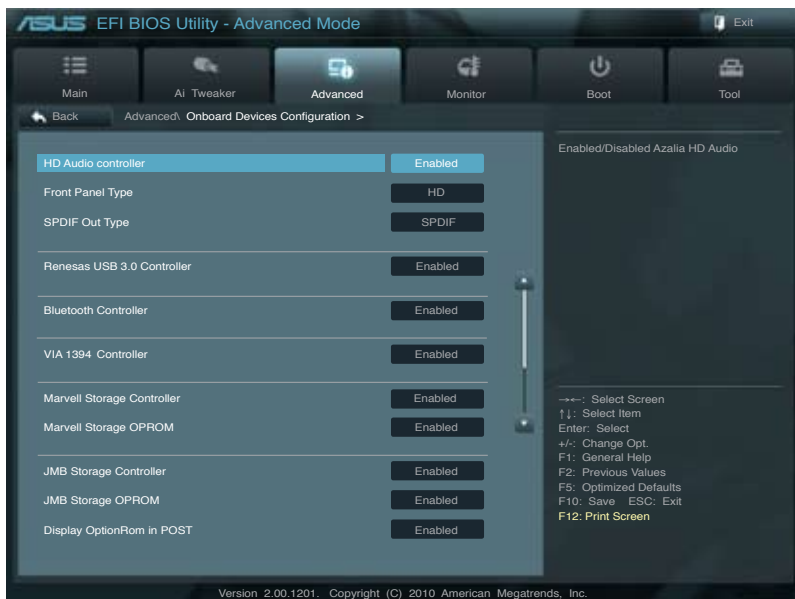 ASUS EFI BIOS Utility - Advanced Mode
Exit
Main
Ai Tweaker
Advanced
Monitor
Boot
Tool
Back
Advanced\ Onboard Devices Configuration >
HD Audio controller Enabled
Front Panel Type HD
SPDIF Out Type SPDIF
Renesas USB 3.0 Controller Enabled
Bluetooth Controller Enabled
VIA 1394 Controller Enabled
Marvell Storage Controller Enabled
Marvell Storage OPROM Enabled
JMB Storage Controller Enabled
JMB Storage OPROM Enabled
Display OptionRom in POST Enabled
Enabled/Disabled Azalia HD Audio
→←: Select Screen
↑↓: Select Item
Enter: Select
+/-: Change Opt.
F1: General Help
F2: Previous Values
F5: Optimized Defaults
F10: Save ESC: Exit
F12: Print Screen
Version 2.00.1201. Copyright (C) 2010 American Megatrends, Inc.